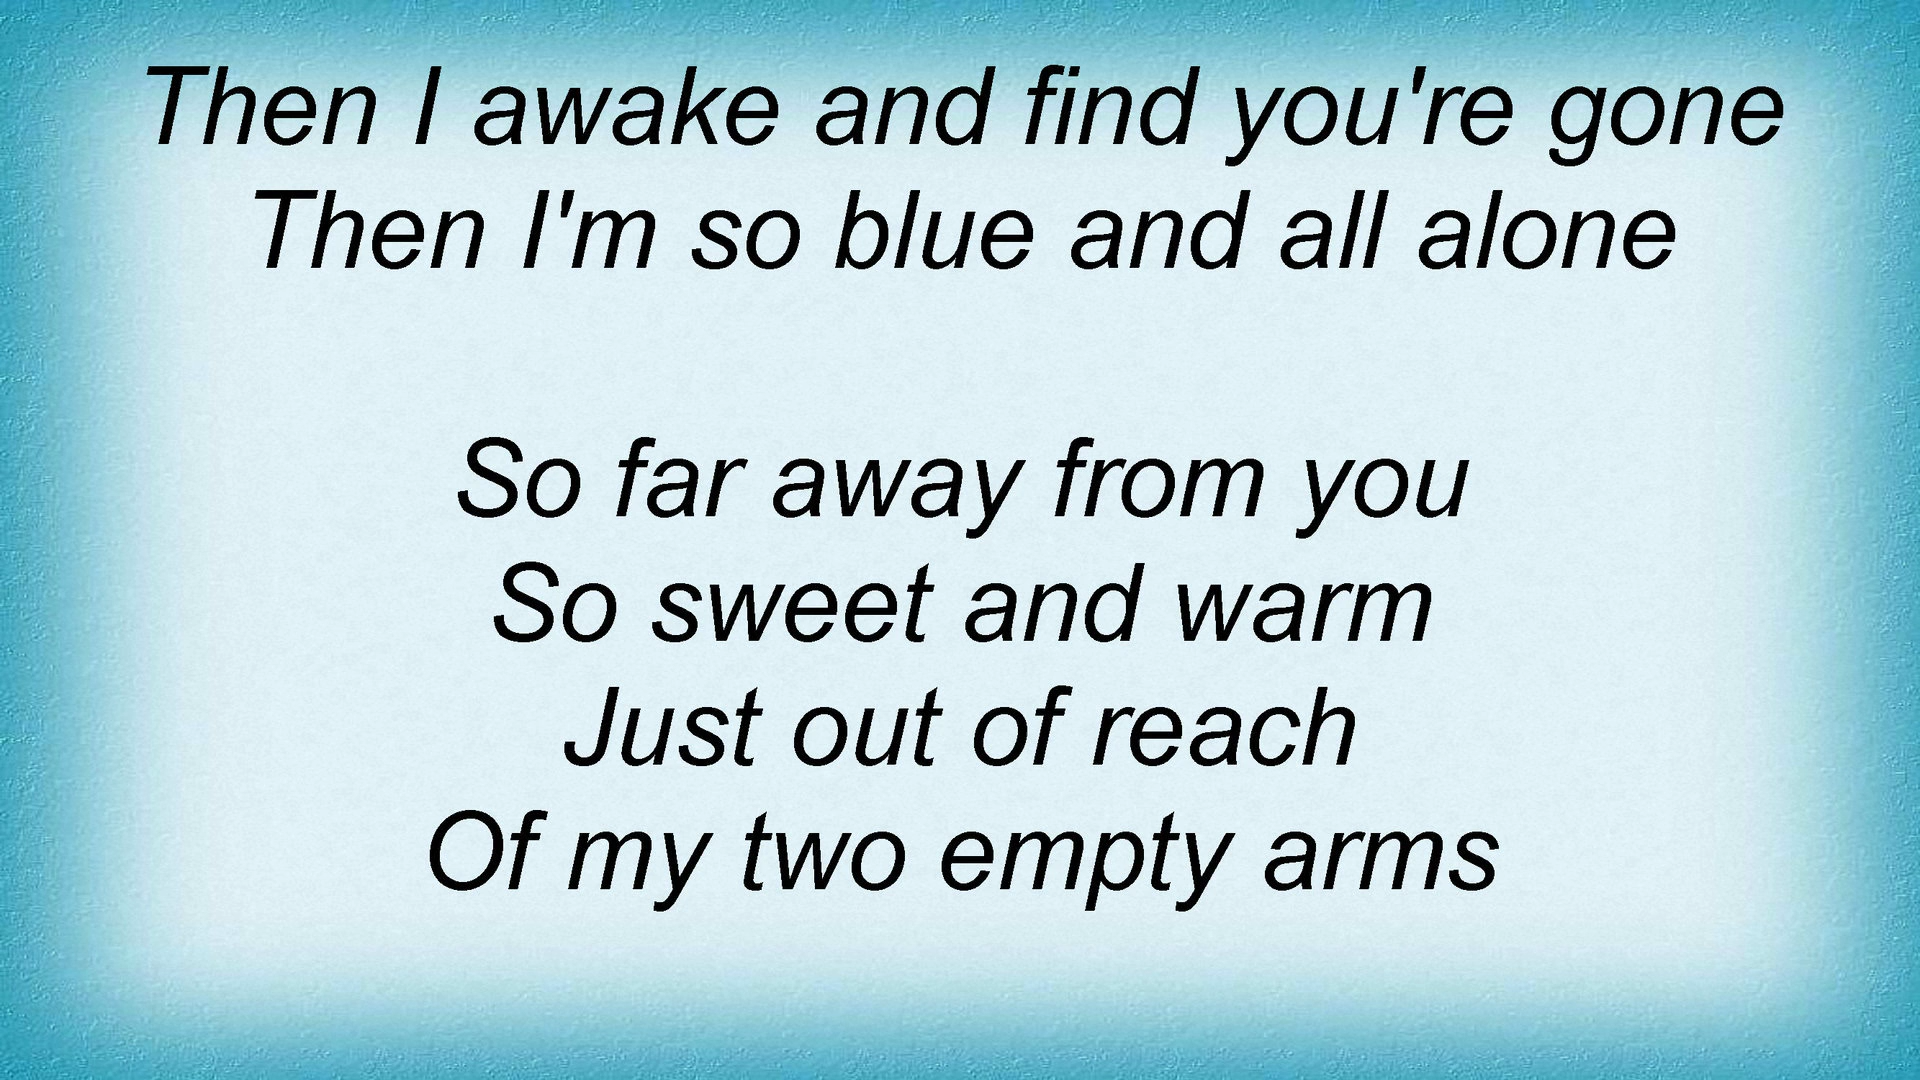 Then I awake and find you're gone
Then I'm so blue and all alone
So far away from you
So sweet and warm
Just out of reach
Of my two empty arms